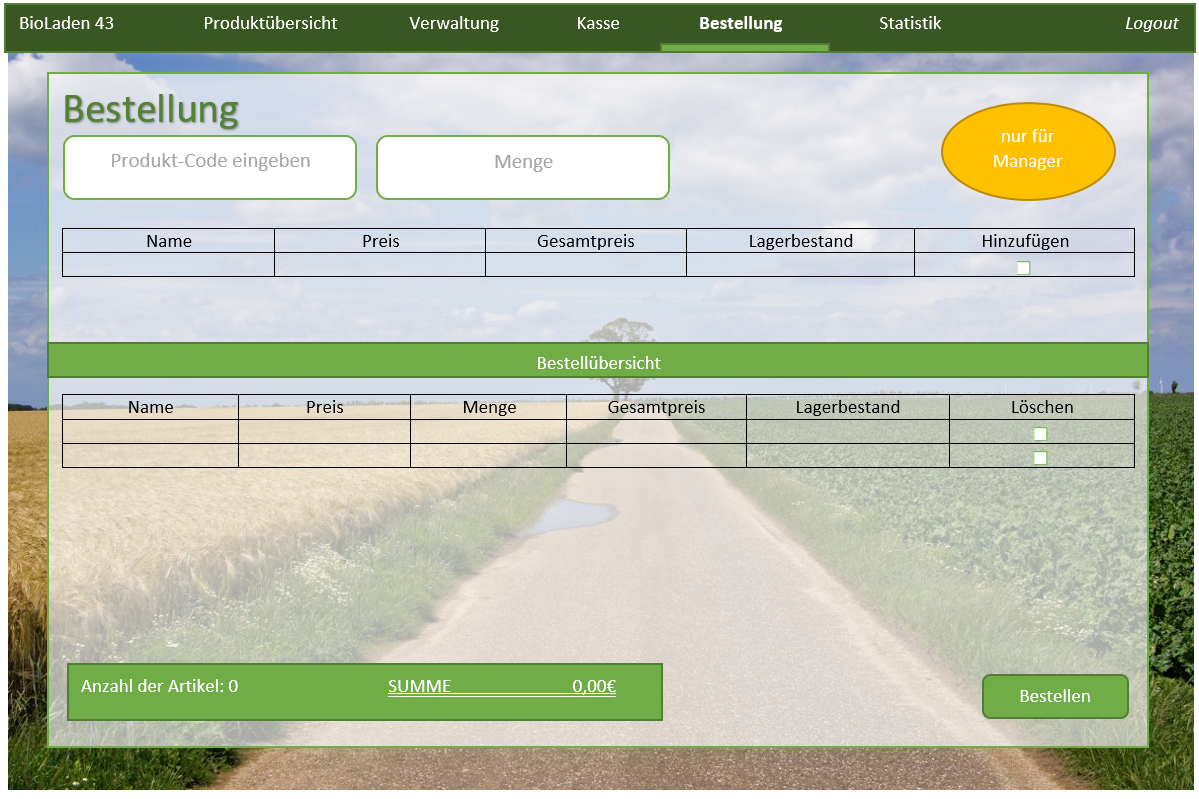 BioLaden 43 Produktübersicht Verwaltung Kasse Bestellung Statistik Logout
Bestellung
Produkt-Code eingeben Menge
nur für
Manager
Name Preis Gesamtpreis Lagerbestand Hinzufügen
Bestellübersicht
Name Preis Menge Gesamtpreis Lagerbestand Löschen
Anzahl der Artikel: 0 SUMME 0,00€
Bestellen